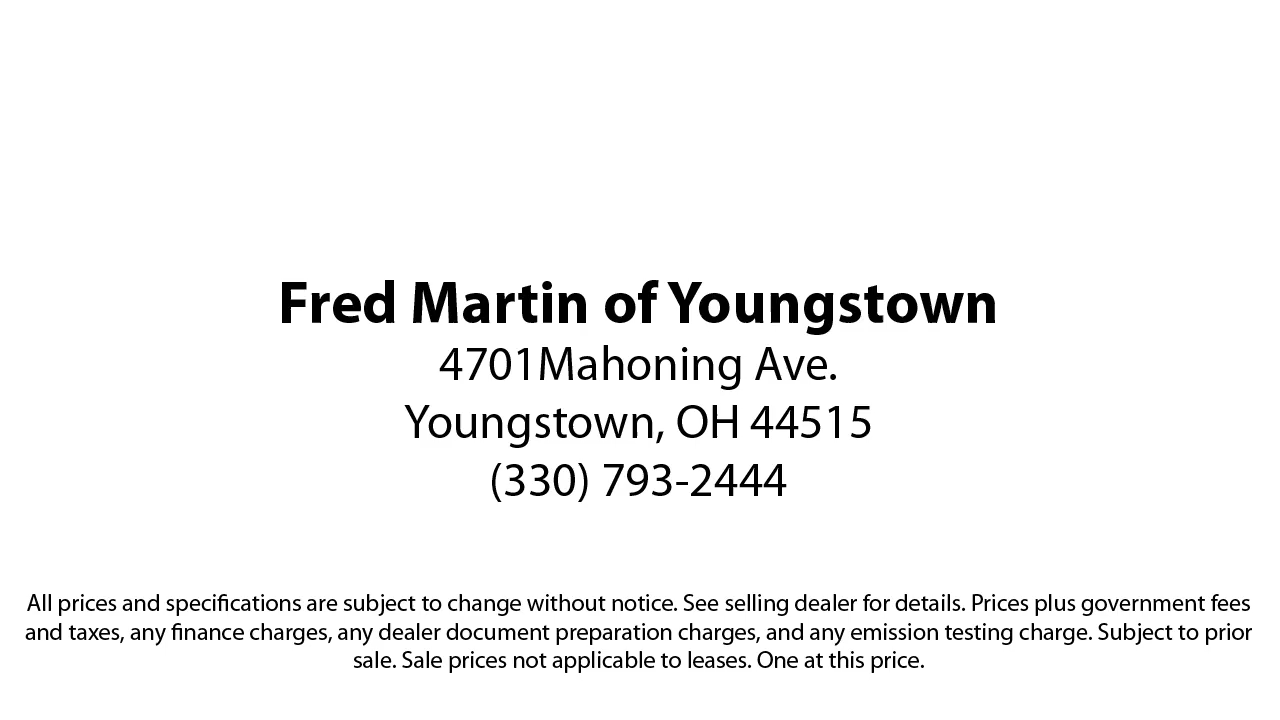 Fred Martin of Youngstown
4701Mahoning Ave.
Youngstown, OH 44515
(330) 793-2444
All prices and specifications are subject to change without notice. See selling dealer for details. Prices plus government fees
and taxes, any finance charges, any dealer document preparation charges, and any emission testing charge. Subject to prior
sale. Sale prices not applicable to leases. One at this price.